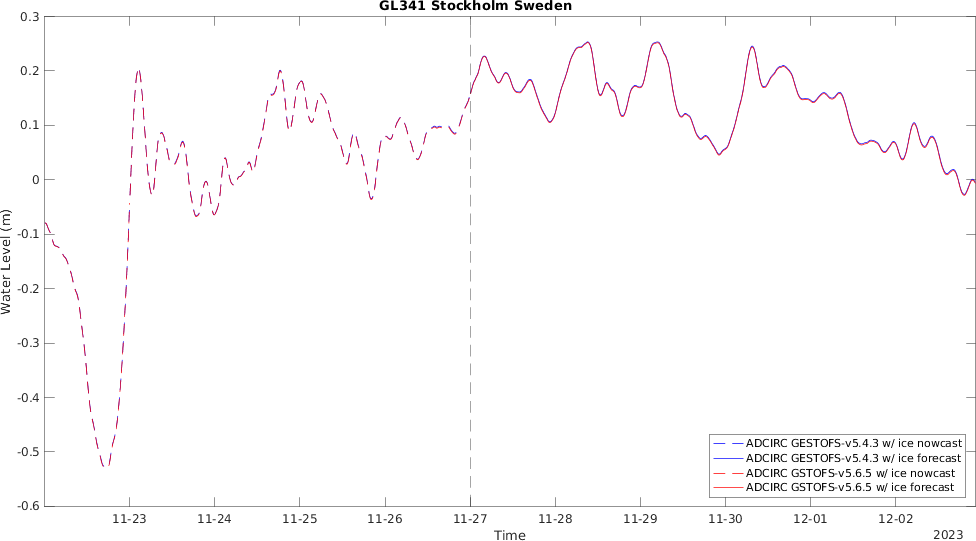 GL341 Stockholm Sweden
0.3
0.2
0.1
0
-0.1
-0.2
-0.3
-0.4
-0.5
-0.6
Water Level (m)
ADCIRC GESTOFS-v5.4.3 w/ ice nowcast
ADCIRC GESTOFS-v5.4.3 w/ ice forecast
ADCIRC GSTOFS-v5.6.5 w/ ice nowcast
ADCIRC GSTOFS-v5.6.5 w/ ice forecast
11-23 11-24 11-25 11-26 11-27 11-28 11-29 11-30 12-01 12-02
Time
2023